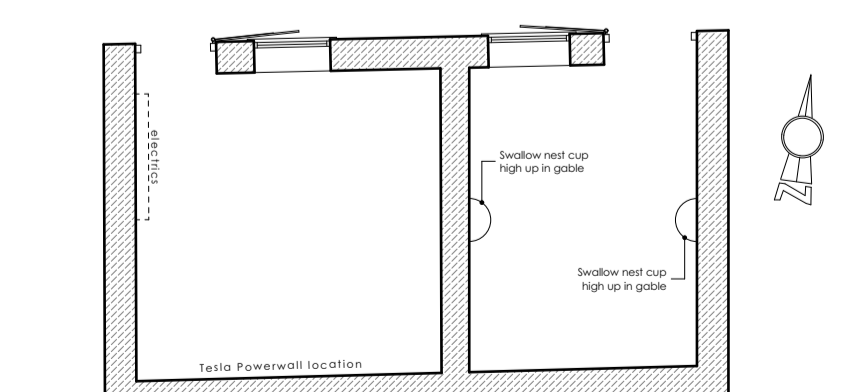 electrics
Swallow nest cup
high up in gable
Swallow nest cup
high up in gable
Tesla Powerwall location
N